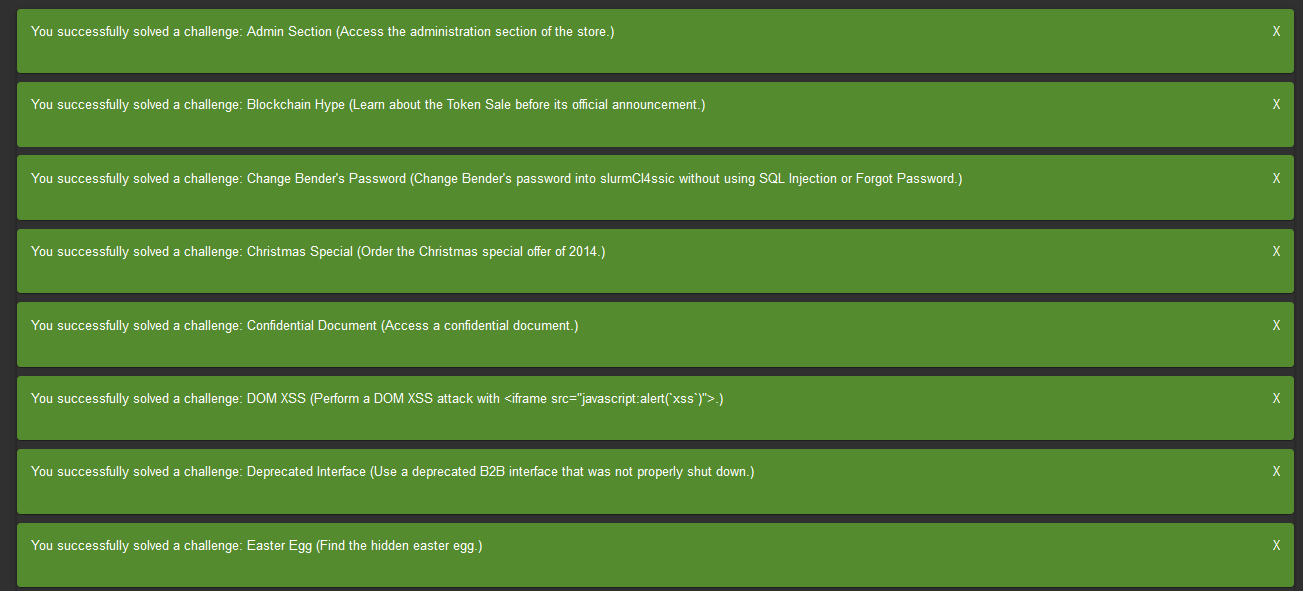 You successfully solved a challenge: Admin Section (Access the administration section of the store.) X
You successfully solved a challenge: Blockchain Hype (Learn about the Token Sale before its official announcement.) X
You successfully solved a challenge: Change Bender's Password (Change Bender's password into slurmCl4ssic without using SQL Injection or Forgot Password.) X
You successfully solved a challenge: Christmas Special (Order the Christmas special offer of 2014.) X
You successfully solved a challenge: Confidential Document (Access a confidential document.) X
You successfully solved a challenge: DOM XSS (Perform a DOM XSS attack with <iframe src="javascript:alert(`xss`)">.) X
You successfully solved a challenge: Deprecated Interface (Use a deprecated B2B interface that was not properly shut down.) X
You successfully solved a challenge: Easter Egg (Find the hidden easter egg.) X